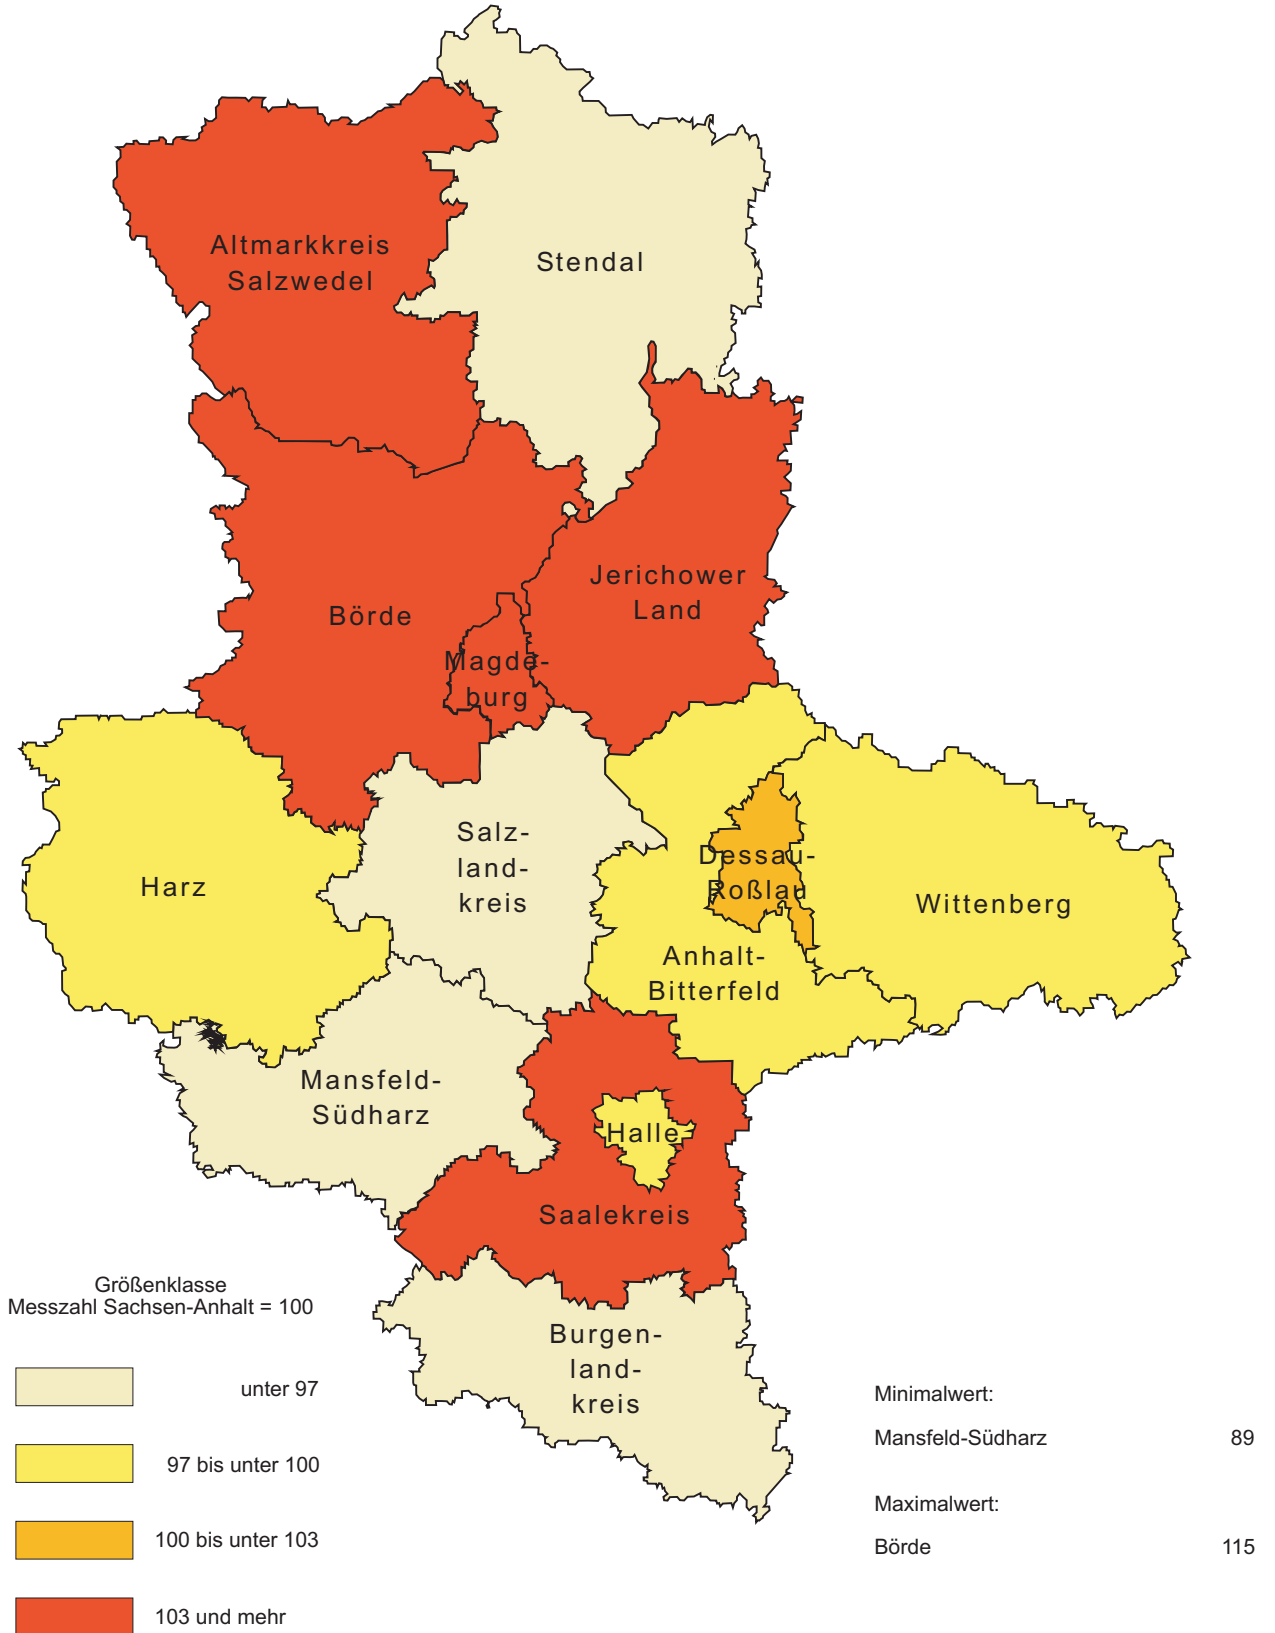 Altmarkkreis
Salzwedel
Stendal
Jerichower
Land
Börde
Magde-
burg
Salz-
land-
kreis
Harz
Dessau-
Roßlau
Wittenberg
Anhalt-
Bitterfeld
Mansfeld-
Südharz
Halle
Saalekreis
Burgen-
land-
kreis
Größenklasse
Messzahl Sachsen-Anhalt = 100
unter 97
97 bis unter 100
100 bis unter 103
103 und mehr
Minimalwert:
Mansfeld-Südharz 89
Maximalwert:
Börde 115